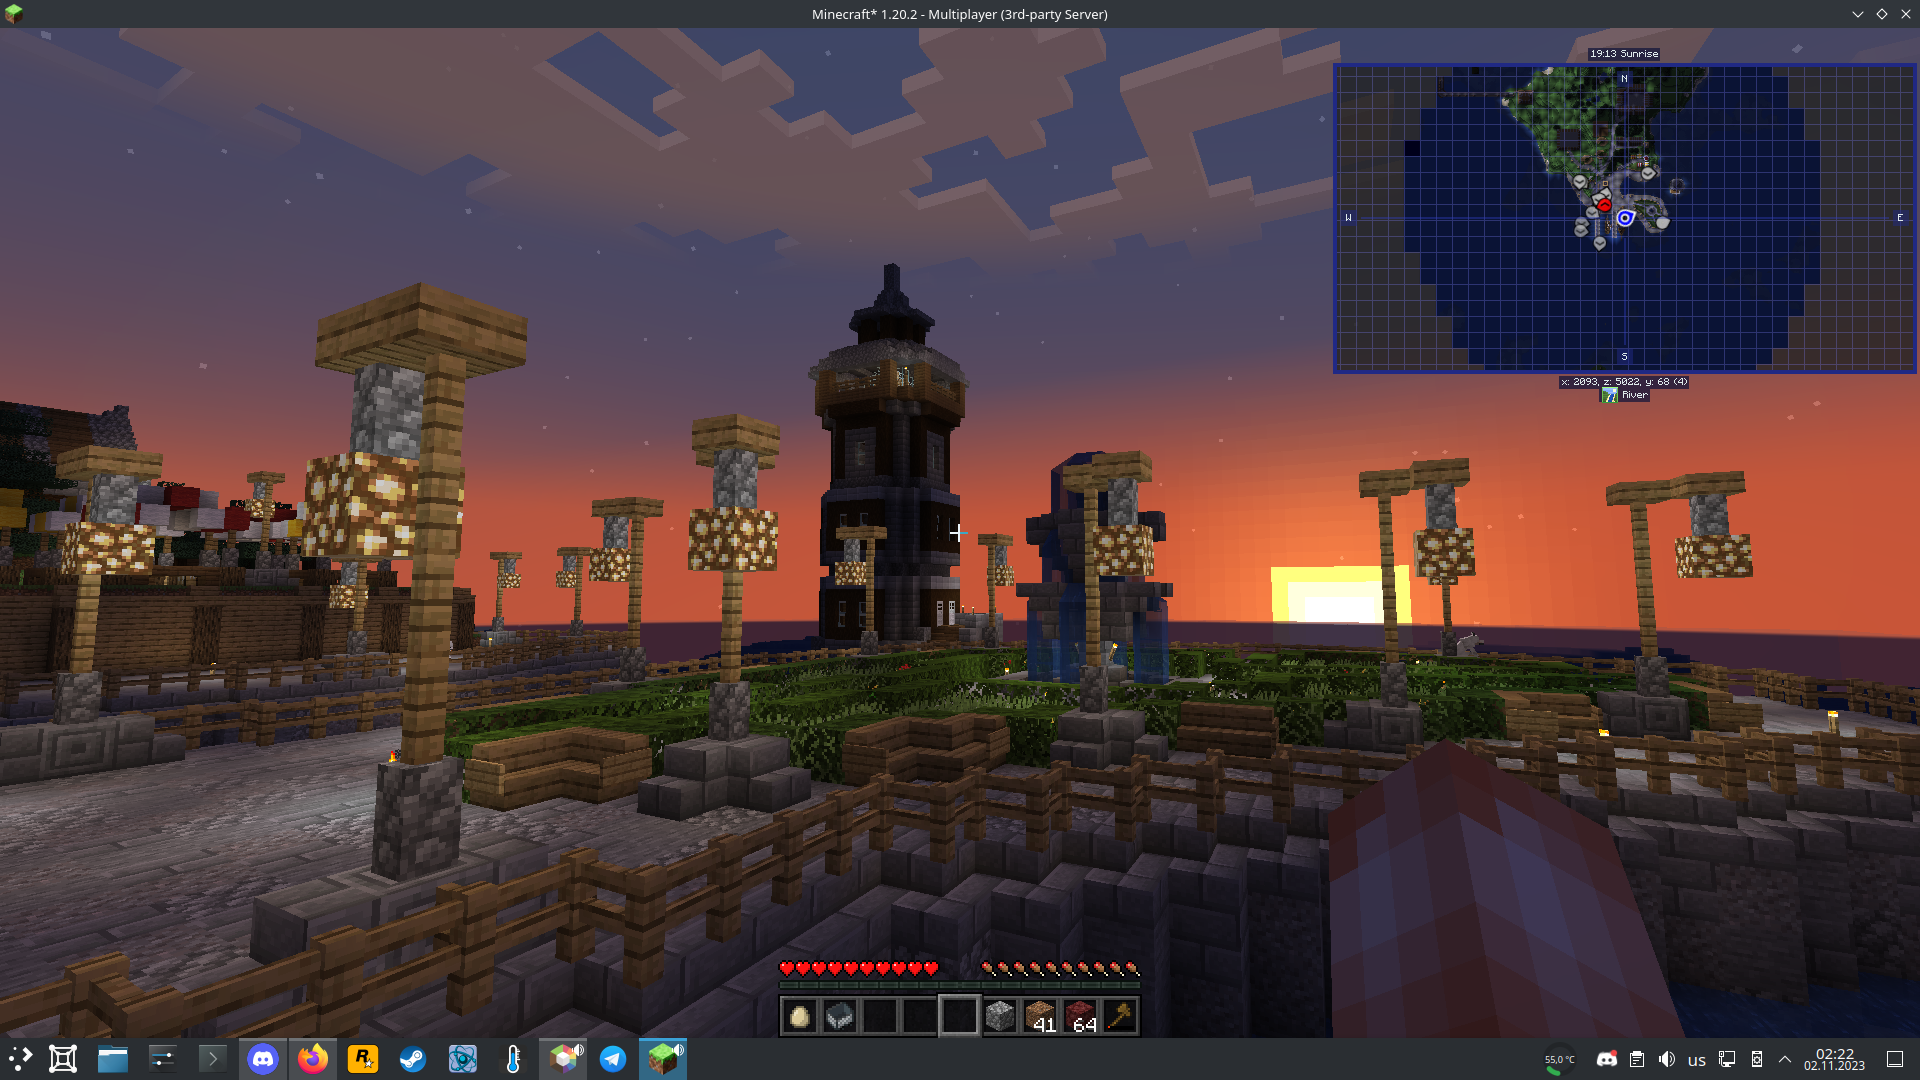 Minecraft* 1.20.2 - Multiplayer (3rd-party Server)
19:13 Sunrise
N
W
E
S
x: 2093, z: 5022, y: 68 (4)
River
41
64
55,0 °C
us
02:22
02.11.2023